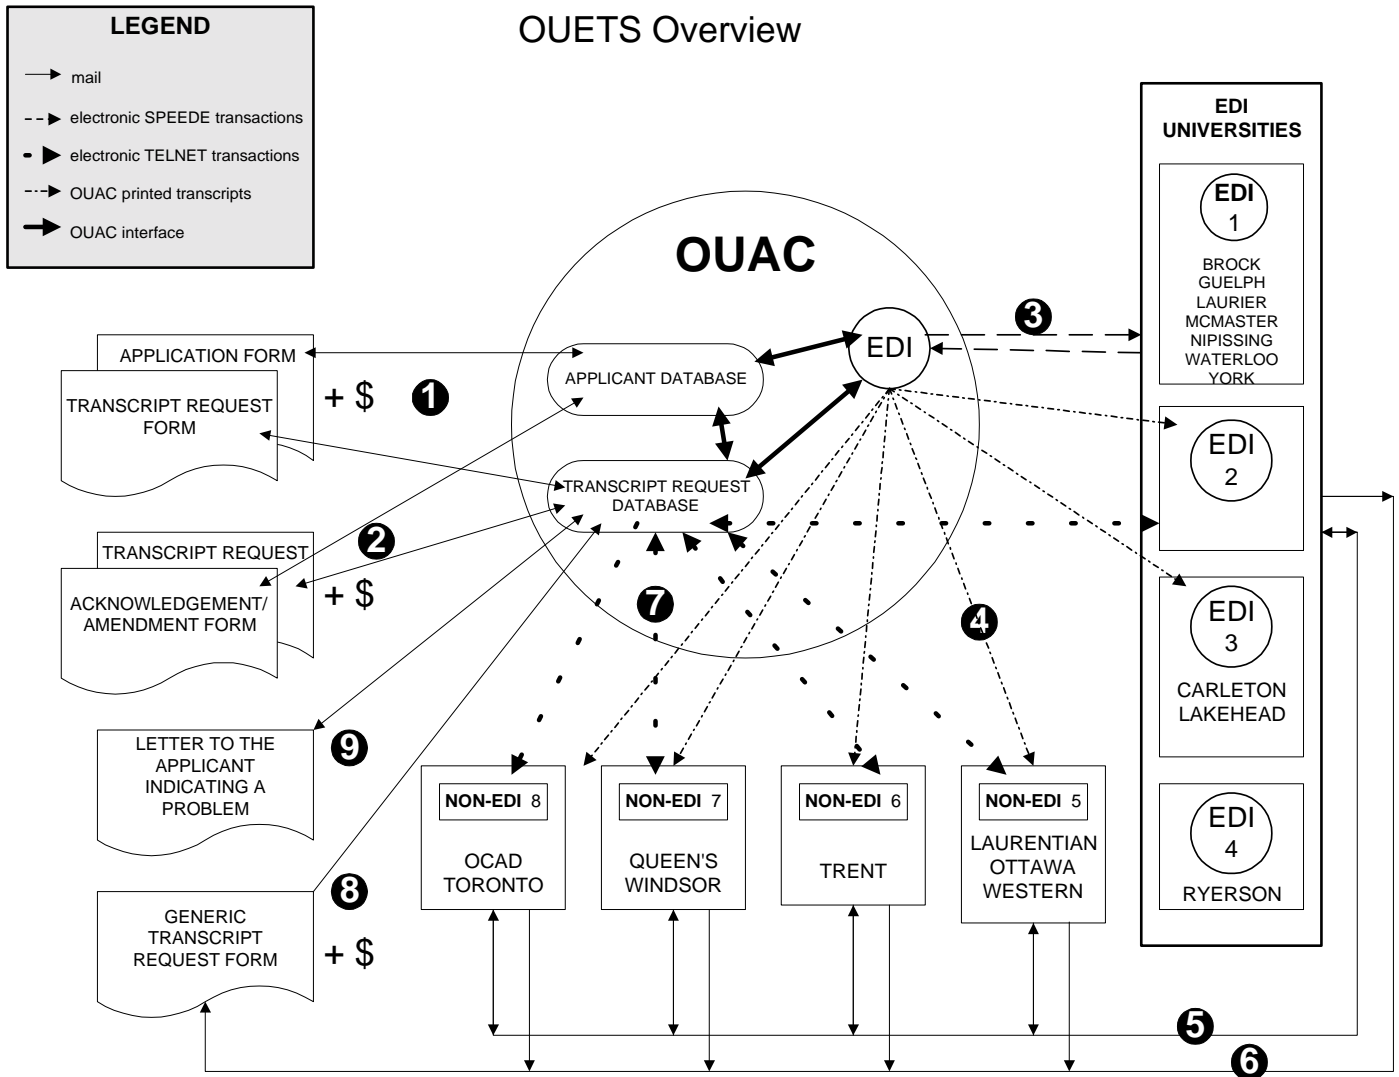 LEGEND
mail
electronic SPEEDE transactions
electronic TELNET transactions
OUAC printed transcripts
OUAC interface
OUETS Overview
OUAC
EDI
APPLICANT DATABASE
TRANSCRIPT REQUEST
DATABASE
APPLICATION FORM
TRANSCRIPT REQUEST
FORM
+ $
1
TRANSCRIPT REQUEST
ACKNOWLEDGEMENT/
AMENDMENT FORM
+ $
2
3
4
7
LETTER TO THE
APPLICANT
INDICATING A
PROBLEM
9
GENERIC
TRANSCRIPT
REQUEST FORM
+ $
8
NON-EDI 8
OCAD
TORONTO
NON-EDI 7
QUEEN'S
WINDSOR
NON-EDI 6
TRENT
NON-EDI 5
LAURENTIAN
OTTAWA
WESTERN
EDI
UNIVERSITIES
EDI
1
BROCK
GUELPH
LAURIER
MCMASTER
NIPISSING
WATERLOO
YORK
EDI
2
EDI
3
CARLETON
LAKEHEAD
EDI
4
RYERSON
5
6